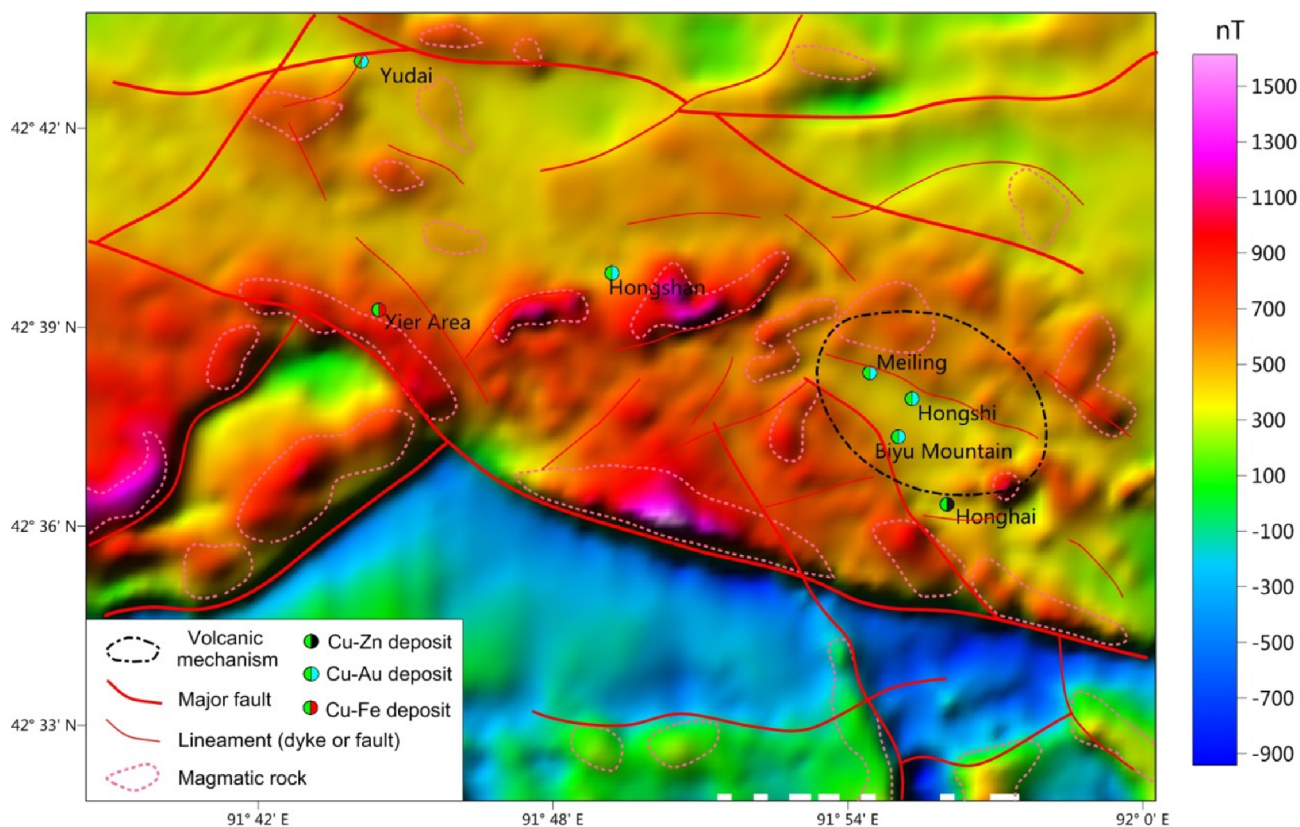 nT
1500
1300
1100
900
700
500
300
100
-100
-300
-500
-700
-900
42° 42' N
42° 39' N
42° 36' N
42° 33' N
Yudai
Hongshan
Xier Area
Meiling
Hongshi
Biyu Mountain
Honghai
Volcanic
mechanism
Major fault
Lineament (dyke or fault)
Magmatic rock
Cu-Zn deposit
Cu-Au deposit
Cu-Fe deposit
91° 42' E
91° 48' E
91° 54' E
92° 0' E